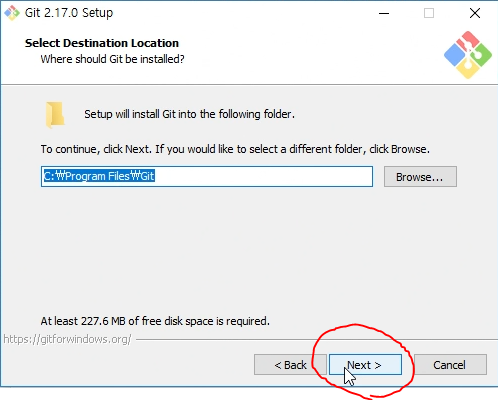 Git 2.17.0 Setup
Select Destination Location
Where should Git be installed?
Setup will install Git into the following folder.
To continue, click Next. If you would like to select a different folder, click Browse.
C:₩Program Files₩Git
Browse...
At least 227.6 MB of free disk space is required.
https://gitforwindows.org/
< Back
Next >
Cancel